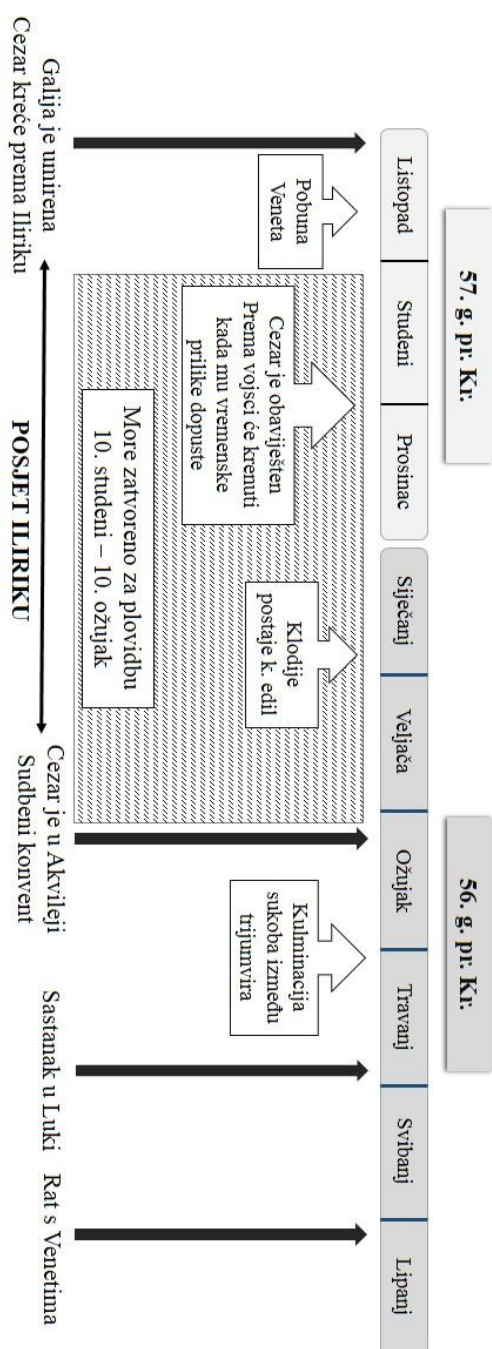 57. g. pr. Kr.
56. g. pr. Kr.
Listopad
Studeni
Prosinac
Siječanj
Veljača
Ožujak
Travanj
Svibanj
Lipanj
Pobuna
Veneta
Cezar je obaviješten
Prema vojsci će krenuti
kada mu vremenske
prilike dopuste
Klodije
postaje k. edil
Kulminacija
sukoba između
trijumvira
More zatvoreno za plovidbu
10. studeni – 10. ožujak
Galija je umirena
Cezar kreće prema Iliriku
POSJET ILIRIKU
Cezar je u Akvileji
Sudbeni konvent
Sastanak u Luki
Rat s Venetima